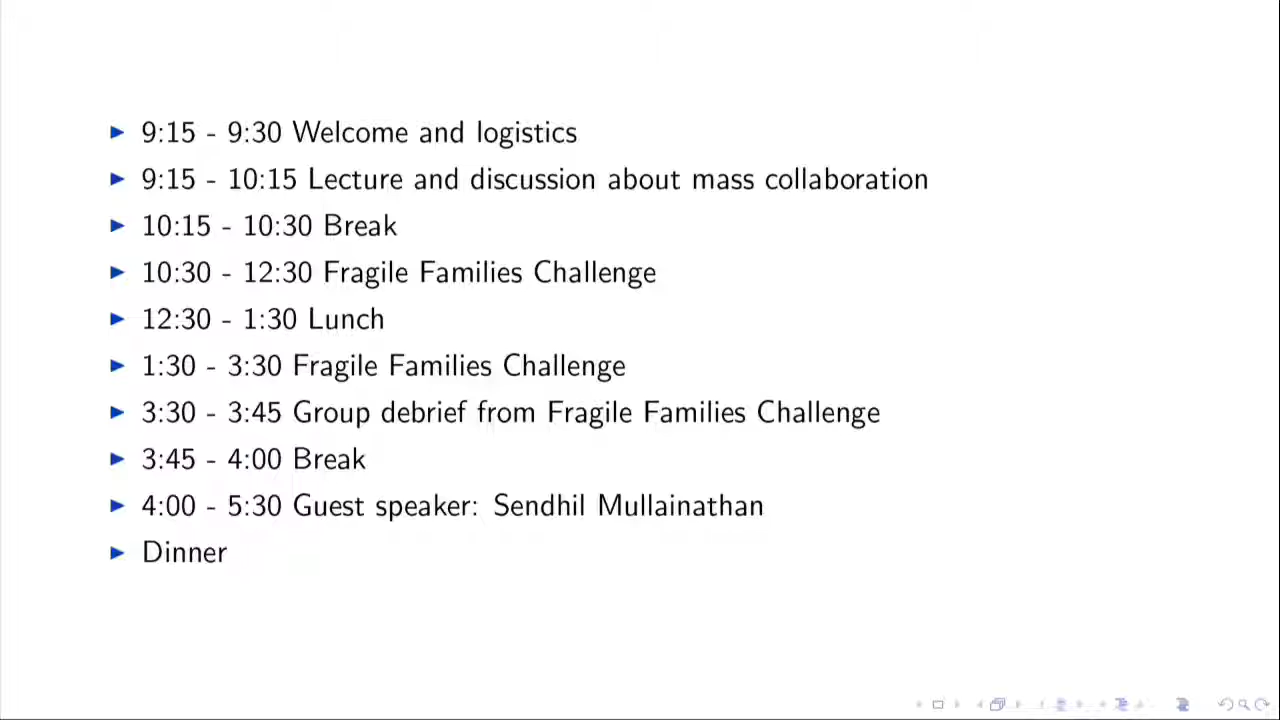 9:15 - 9:30 Welcome and logistics
9:15 - 10:15 Lecture and discussion about mass collaboration
10:15 - 10:30 Break
10:30 - 12:30 Fragile Families Challenge
12:30 - 1:30 Lunch
1:30 - 3:30 Fragile Families Challenge
3:30 - 3:45 Group debrief from Fragile Families Challenge
3:45 - 4:00 Break
4:00 - 5:30 Guest speaker: Sendhil Mullainathan
Dinner